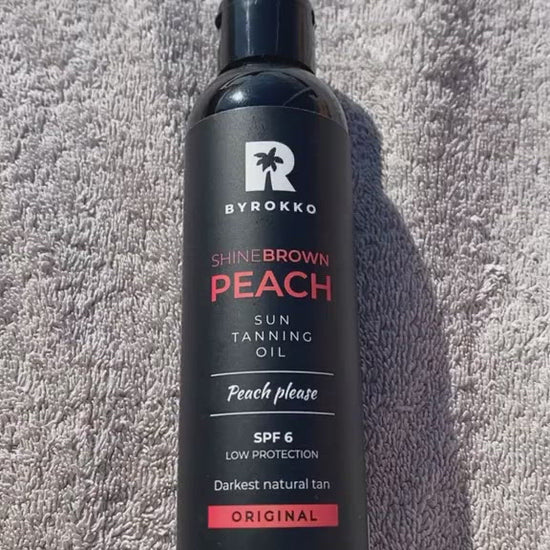 R
BYROKKO
SHINEBROWN
PEACH
SUN
TANNING
OIL
Peach please
SPF 6
LOW PROTECTION
Darkest natural tan
ORIGINAL